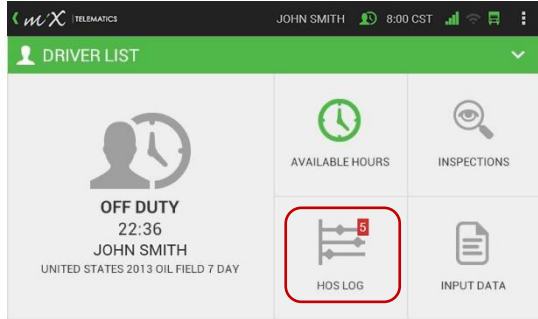 miX TELEMATICS
JOHN SMITH 8:00 CST
DRIVER LIST
OFF DUTY
22:36
JOHN SMITH
UNITED STATES 2013 OIL FIELD 7 DAY
AVAILABLE HOURS
INSPECTIONS
5
HOS LOG
INPUT DATA